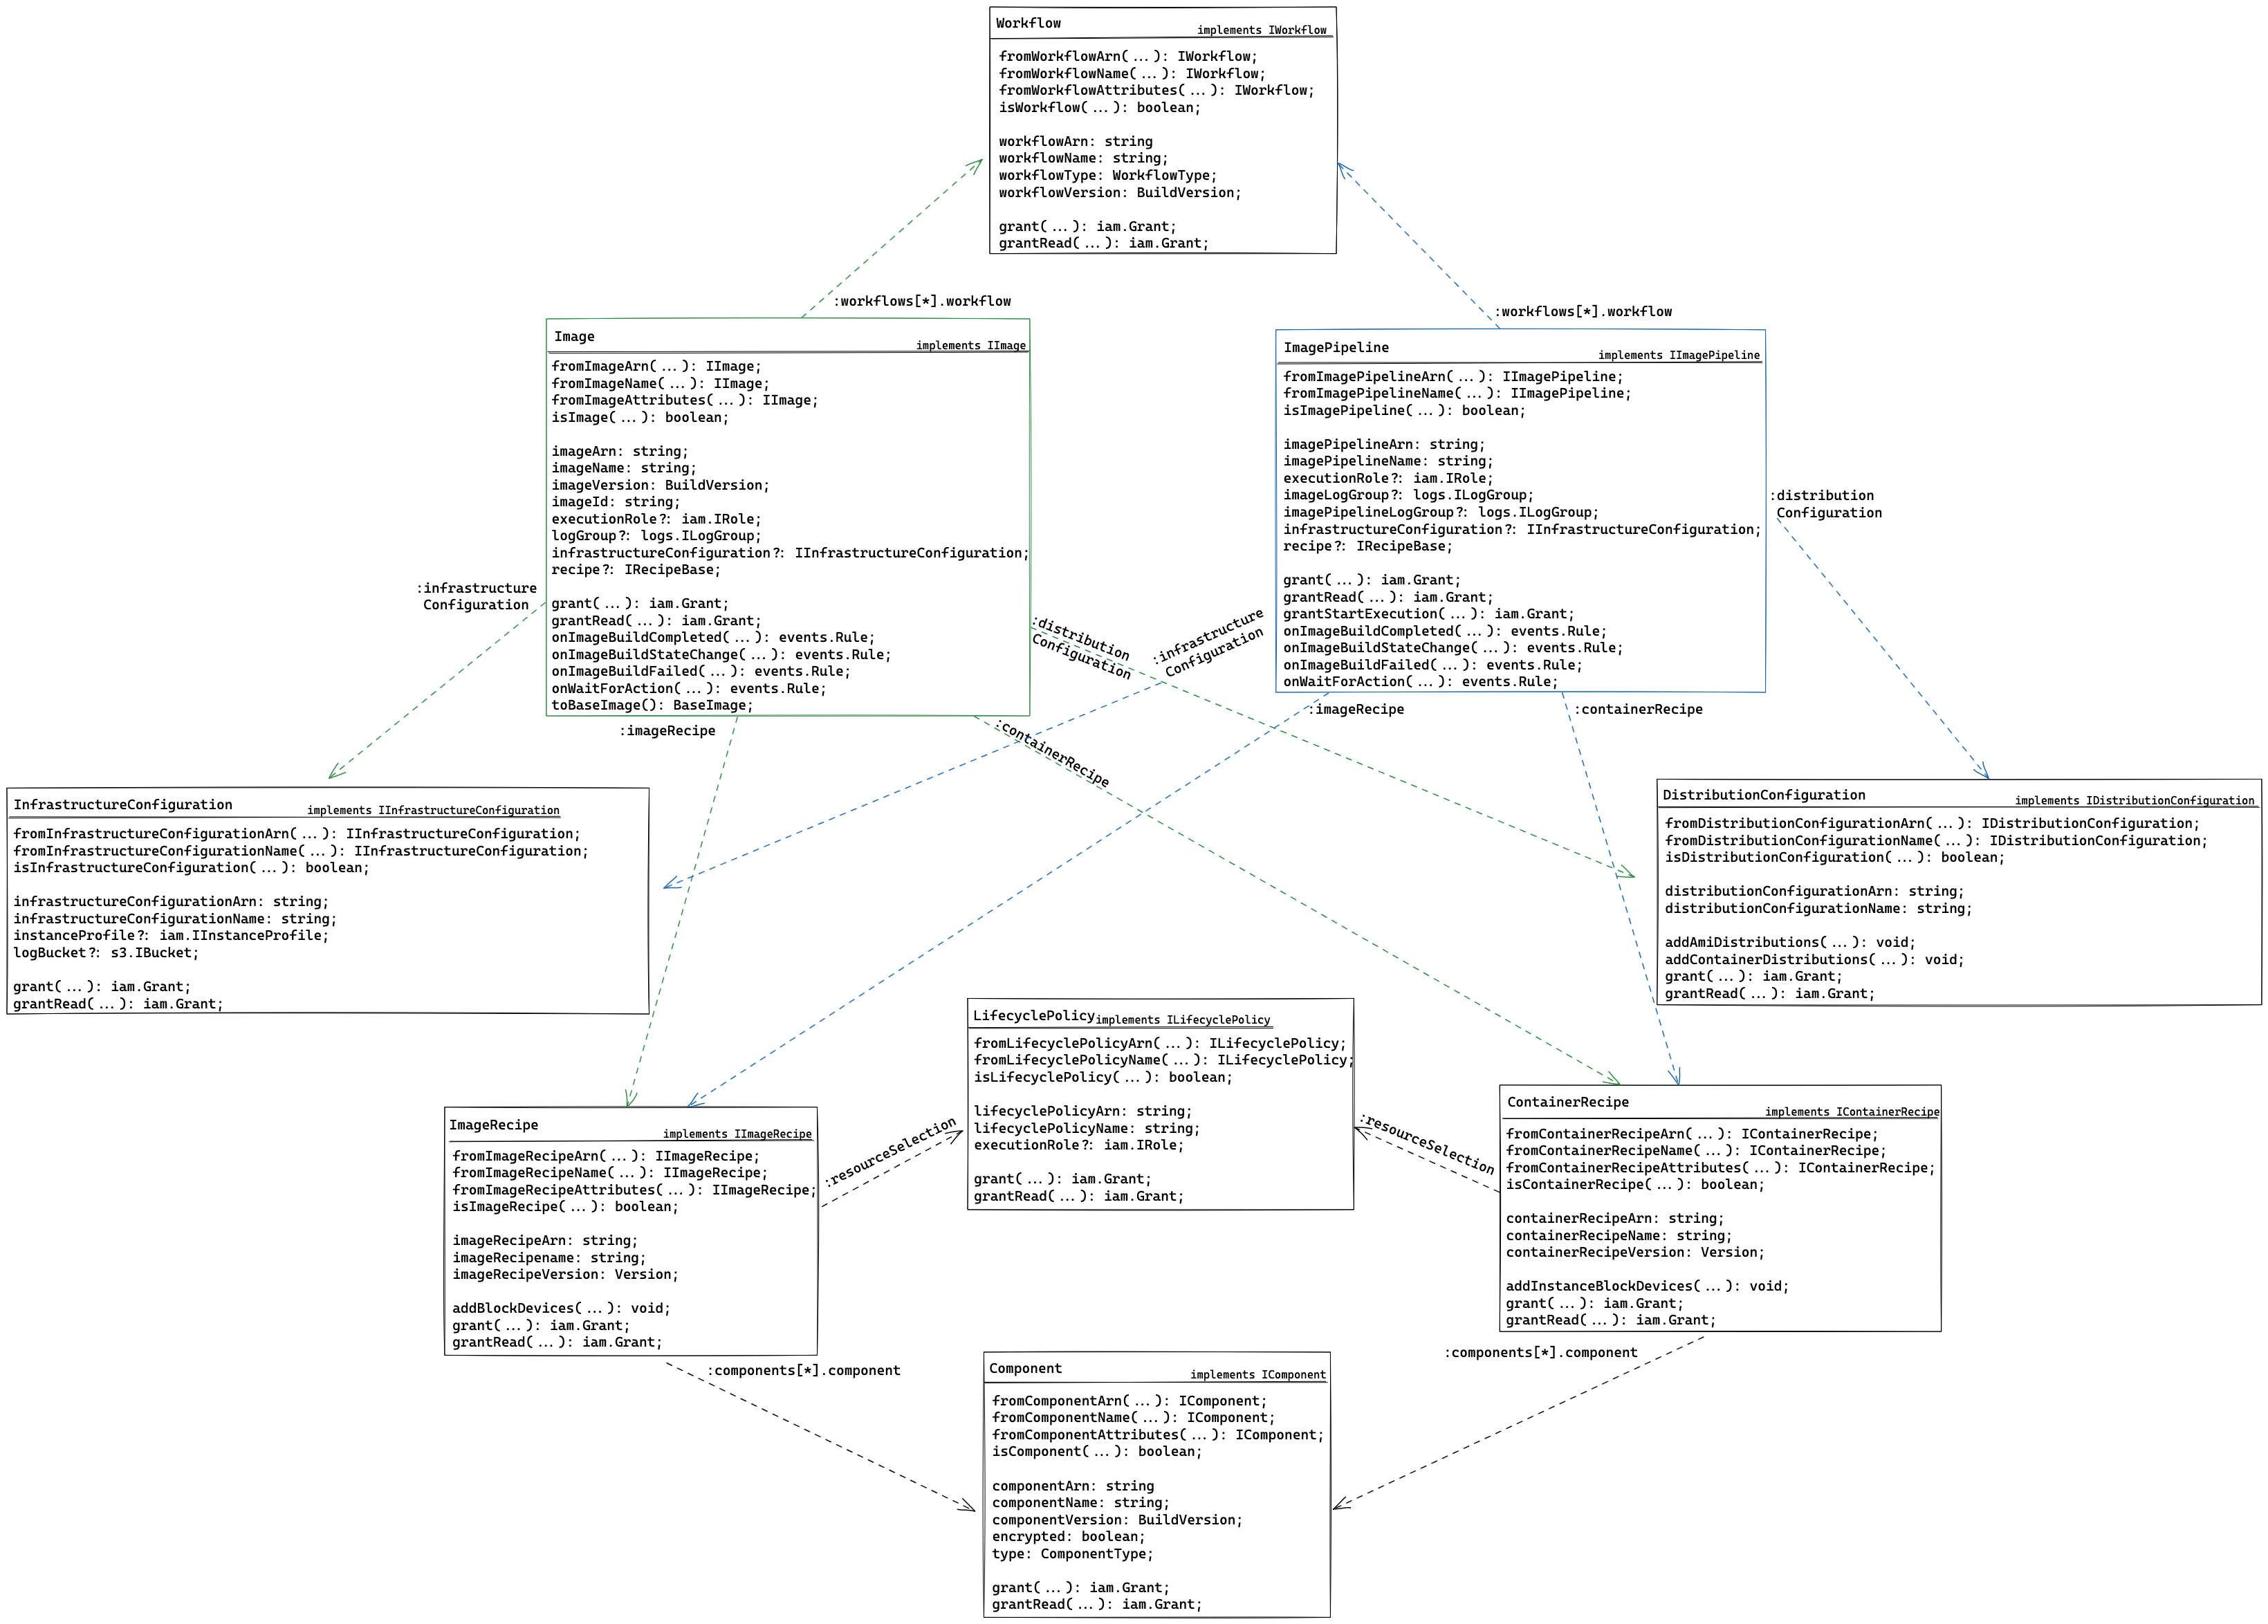 Workflow
implements IWorkflow
fromWorkflowArn(...): IWorkflow;
fromWorkflowName(...): IWorkflow;
fromWorkflowAttributes(...): IWorkflow;
isWorkflow(...): boolean;
workflowArn: string
workflowName: string;
workflowType: WorkflowType;
workflowVersion: BuildVersion;
grant(...): iam.Grant;
grantRead(...): iam.Grant;
:workflows[*].workflow
:workflows[*].workflow
Image
implements IImage
fromImageArn(...): IImage;
fromImageName(...): IImage;
fromImageAttributes(...): IImage;
isImage(...): boolean;
imageArn: string;
imageName: string;
imageVersion: BuildVersion;
imageId: string;
executionRole?: iam.IRole;
logGroup?: logs.ILogGroup;
infrastructureConfiguration?: IInfrastructureConfiguration;
recipe?: IRecipeBase;
grant(...): iam.Grant;
grantRead(...): iam.Grant;
onImageBuildCompleted(...): events.Rule;
onImageBuildStateChange(...): events.Rule;
onImageBuildFailed(...): events.Rule;
onWaitForAction(...): events.Rule;
toBaseImage(): BaseImage;
ImagePipeline
implements IImagePipeline
fromImagePipelineArn(...): IImagePipeline;
fromImagePipelineName(...): IImagePipeline;
isImagePipeline(...): boolean;
imagePipelineArn: string;
imagePipelineName: string;
executionRole?: iam.IRole;
imageLogGroup?: logs.ILogGroup;
imagePipelineLogGroup?: logs.ILogGroup;
infrastructureConfiguration?: IInfrastructureConfiguration;
recipe?: IRecipeBase;
grant(...): iam.Grant;
grantRead(...): iam.Grant;
grantStartExecution(...): iam.Grant;
onImageBuildCompleted(...): events.Rule;
onImageBuildStateChange(...): events.Rule;
onImageBuildFailed(...): events.Rule;
onWaitForAction(...): events.Rule;
:distribution
Configuration
:infrastructure
Configuration
:distribution
Configuration
:infrastructure
Configuration
:imageRecipe
:containerRecipe
:imageRecipe
:containerRecipe
InfrastructureConfiguration
implements IInfrastructureConfiguration
fromInfrastructureConfigurationArn(...): IInfrastructureConfiguration;
fromInfrastructureConfigurationName(...): IInfrastructureConfiguration;
isInfrastructureConfiguration(...): boolean;
infrastructureConfigurationArn: string;
infrastructureConfigurationName: string;
instanceProfile?: iam.IInstanceProfile;
logBucket?: s3.IBucket;
grant(...): iam.Grant;
grantRead(...): iam.Grant;
DistributionConfiguration
implements IDistributionConfiguration
fromDistributionConfigurationArn(...): IDistributionConfiguration;
fromDistributionConfigurationName(...): IDistributionConfiguration;
isDistributionConfiguration(...): boolean;
distributionConfigurationArn: string;
distributionConfigurationName: string;
addAmiDistributions(...): void;
addContainerDistributions(...): void;
grant(...): iam.Grant;
grantRead(...): iam.Grant;
LifecyclePolicy
implements ILifecyclePolicy
fromLifecyclePolicyArn(...): ILifecyclePolicy;
fromLifecyclePolicyName(...): ILifecyclePolicy;
isLifecyclePolicy(...): boolean;
lifecyclePolicyArn: string;
lifecyclePolicyName: string;
executionRole?: iam.IRole;
grant(...): iam.Grant;
grantRead(...): iam.Grant;
:resourceSelection
:resourceSelection
ImageRecipe
implements IImageRecipe
fromImageRecipeArn(...): IImageRecipe;
fromImageRecipeName(...): IImageRecipe;
fromImageRecipeAttributes(...): IImageRecipe;
isImageRecipe(...): boolean;
imageRecipeArn: string;
imageRecipename: string;
imageRecipeVersion: Version;
addBlockDevices(...): void;
grant(...): iam.Grant;
grantRead(...): iam.Grant;
ContainerRecipe
implements IContainerRecipe
fromContainerRecipeArn(...): IContainerRecipe;
fromContainerRecipeName(...): IContainerRecipe;
fromContainerRecipeAttributes(...): IContainerRecipe;
isContainerRecipe(...): boolean;
containerRecipeArn: string;
containerRecipeName: string;
containerRecipeVersion: Version;
addInstanceBlockDevices(...): void;
grant(...): iam.Grant;
grantRead(...): iam.Grant;
:components[*].component
:components[*].component
Component
implements IComponent
fromComponentArn(...): IComponent;
fromComponentName(...): IComponent;
fromComponentAttributes(...): IComponent;
isComponent(...): boolean;
componentArn: string
componentName: string;
componentVersion: BuildVersion;
encrypted: boolean;
type: ComponentType;
grant(...): iam.Grant;
grantRead(...): iam.Grant;